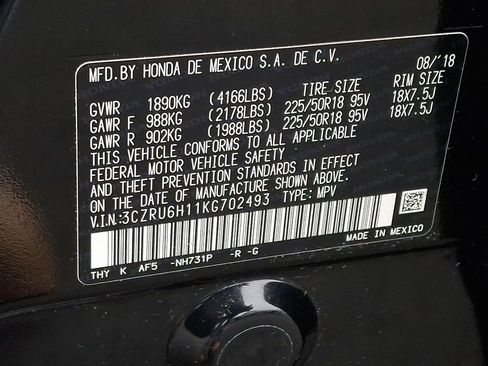 MFD.BY HONDA DE MEXICO S.A. DE C.V. 08/'18
GVWR 1890KG (4166LBS) TIRE SIZE RIM SIZE
GAWR F 988KG (2178LBS) 225/50R18 95V 18X7.5J
GAWR R 902KG (1988LBS) 225/50R18 95V 18X7.5J
THIS VEHICLE CONFORMS TO ALL APPLICABLE
FEDERAL MOTOR VEHICLE SAFETY
AND THEFT PREVENTION STANDARDS IN EFFECT
ON THE DATE OF MANUFACTURE SHOWN ABOVE.
V.I.N:3CZRU6H11KG702493 TYPE: MPV
THY K AF5 -NH731P -R -G MADE IN MEXICO